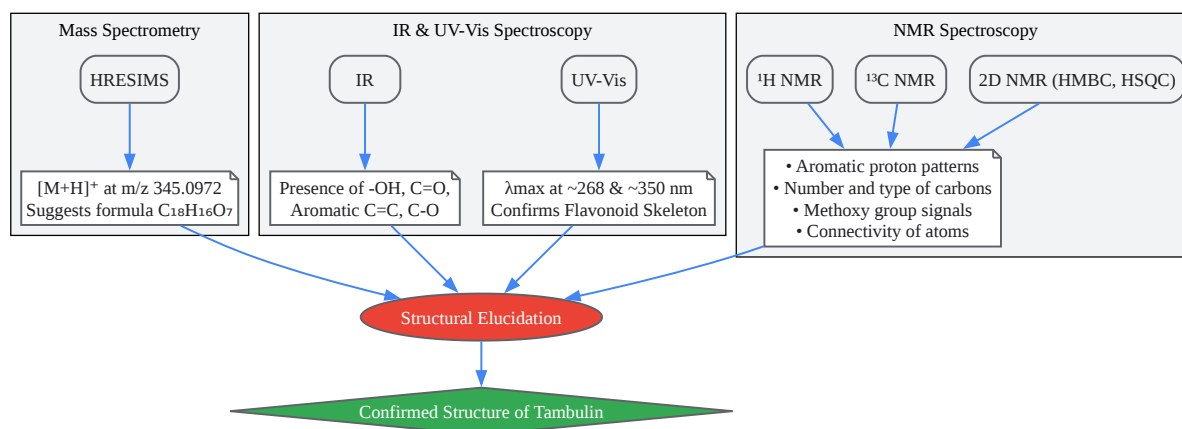 Mass Spectrometry
HRESIMS
[M+H]⁺ at m/z 345.0972
Suggests formula C₁₈H₁₆O₇
IR & UV-Vis Spectroscopy
IR
UV-Vis
Presence of -OH, C=O,
Aromatic C=C, C-O
λmax at ~268 & ~350 nm
Confirms Flavonoid Skeleton
NMR Spectroscopy
¹H NMR
¹³C NMR
2D NMR (HMBC, HSQC)
• Aromatic proton patterns
• Number and type of carbons
• Methoxy group signals
• Connectivity of atoms
Structural Elucidation
Confirmed Structure of Tambulin